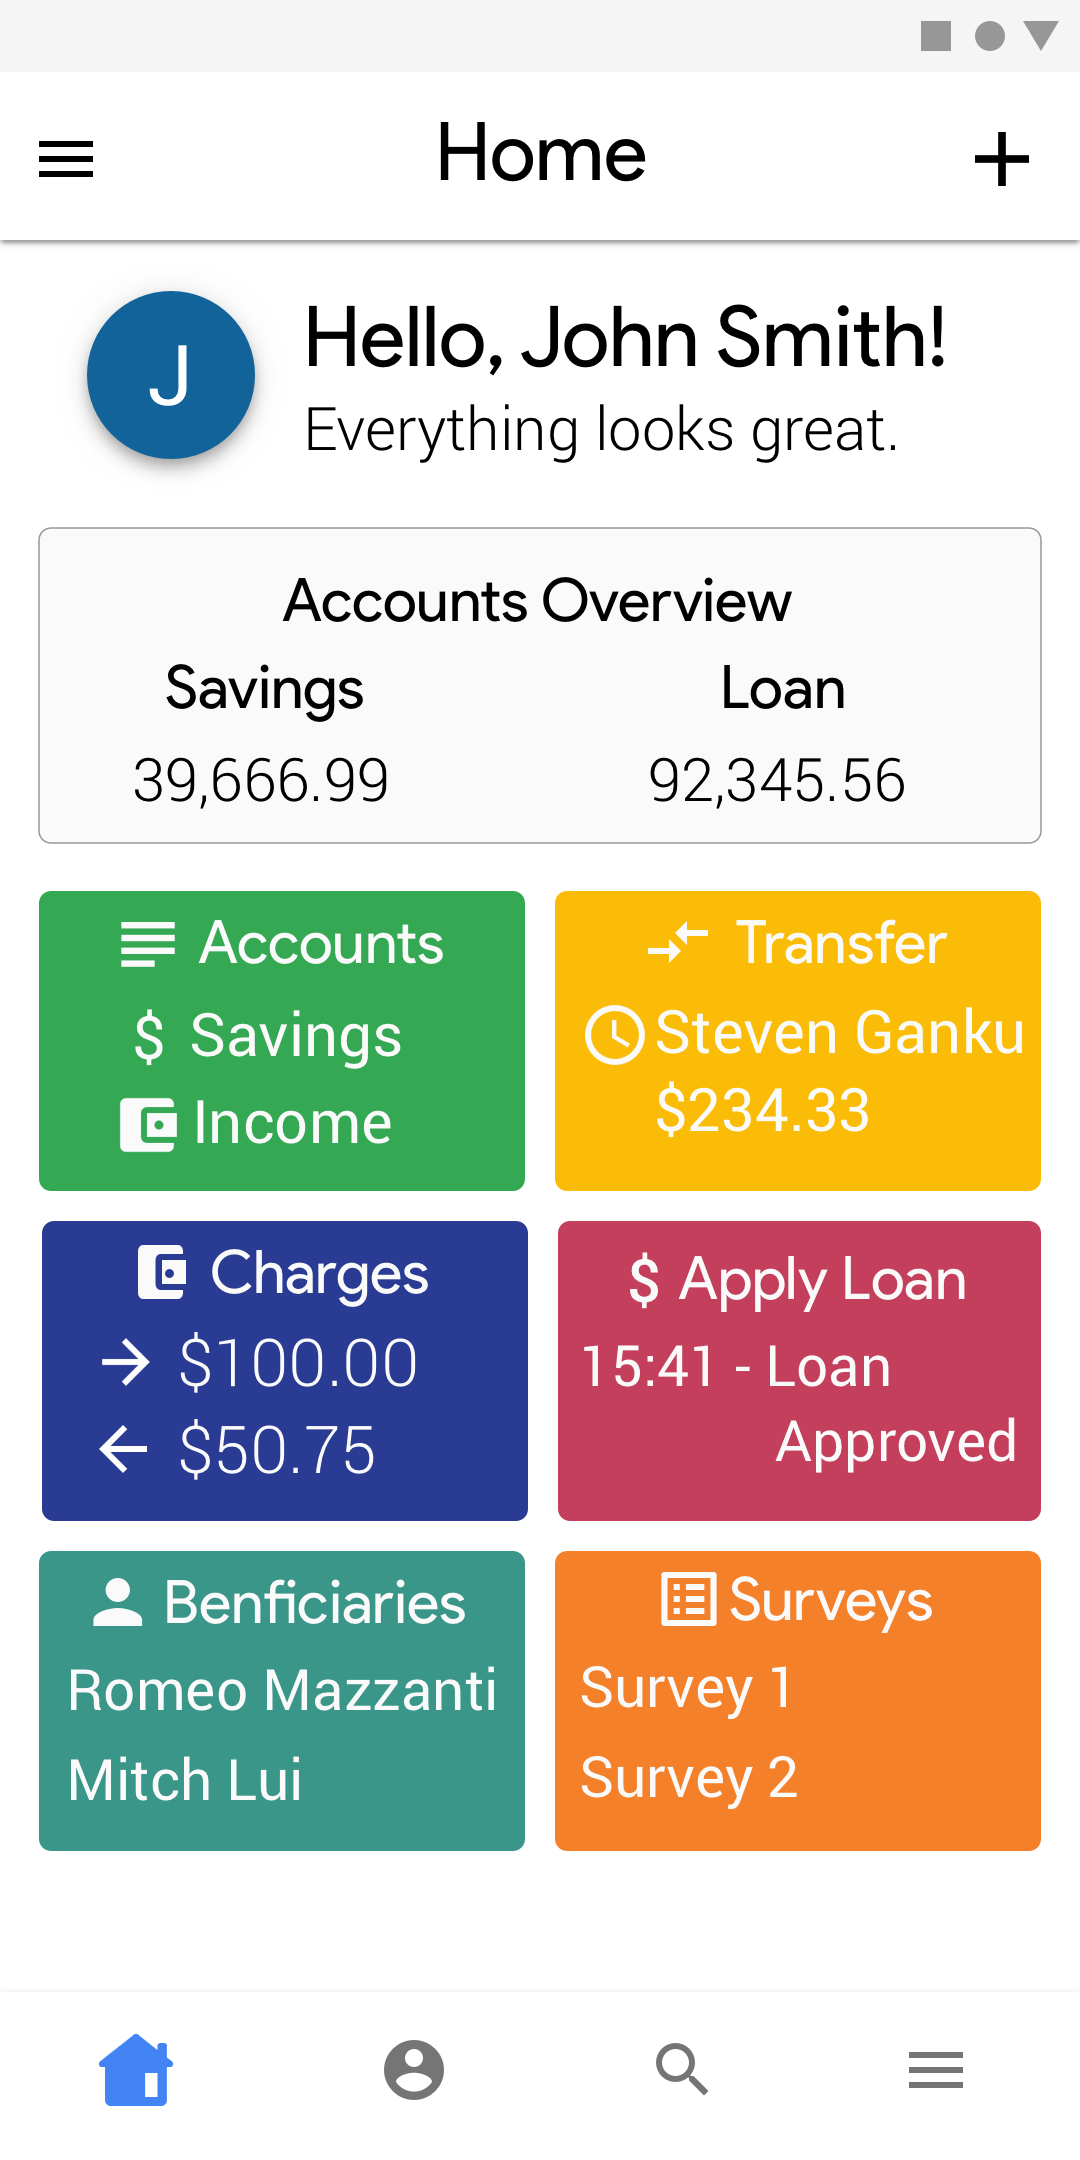 Home
J
Hello, John Smith!
Everything looks great.
Accounts Overview
Savings
Loan
39,666.99
92,345.56
Accounts
$ Savings
Income
Transfer
Steven Ganku
$234.33
Charges
$100.00
$50.75
$ Apply Loan
15:41 - Loan
Approved
Benficiaries
Romeo Mazzanti
Mitch Lui
Surveys
Survey 1
Survey 2